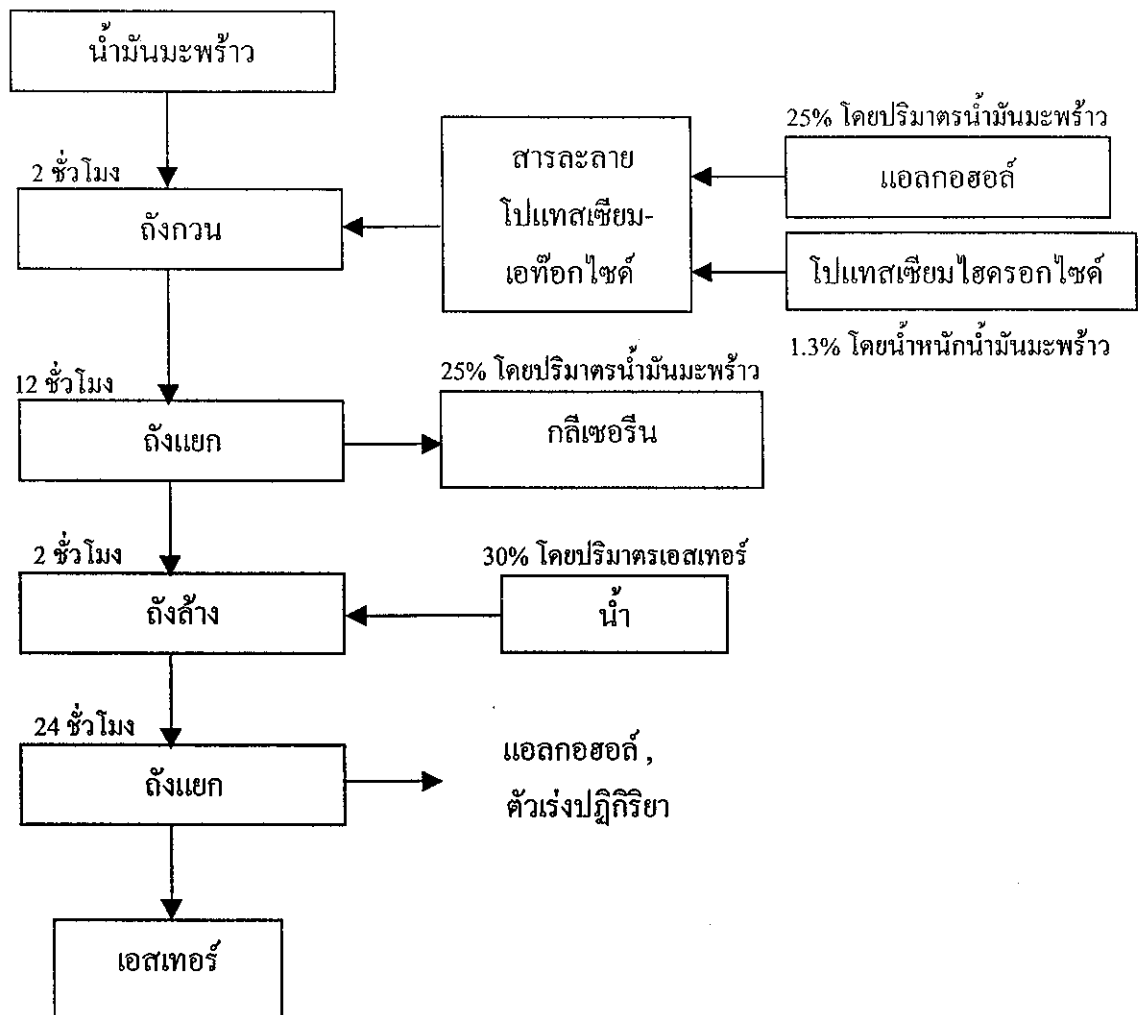 น้ำมันมะพร้าว
25% โดยปริมาตรน้ำมันมะพร้าว
สารละลาย
โปแทสเซียม-
เอท๊อกไซด์
แอลกอฮอล์
2 ชั่วโมง
ถังกวน
โปแทสเซียมไฮดรอกไซด์
1.3% โดยน้ำหนักน้ำมันมะพร้าว
12 ชั่วโมง
25% โดยปริมาตรน้ำมันมะพร้าว
ถังแยก
กลีเซอรีน
2 ชั่วโมง
30% โดยปริมาตรเอสเทอร์
ถังล้าง
น้ำ
24 ชั่วโมง
ถังแยก
แอลกอฮอล์ ,
ตัวเร่งปฏิกิริยา
เอสเทอร์